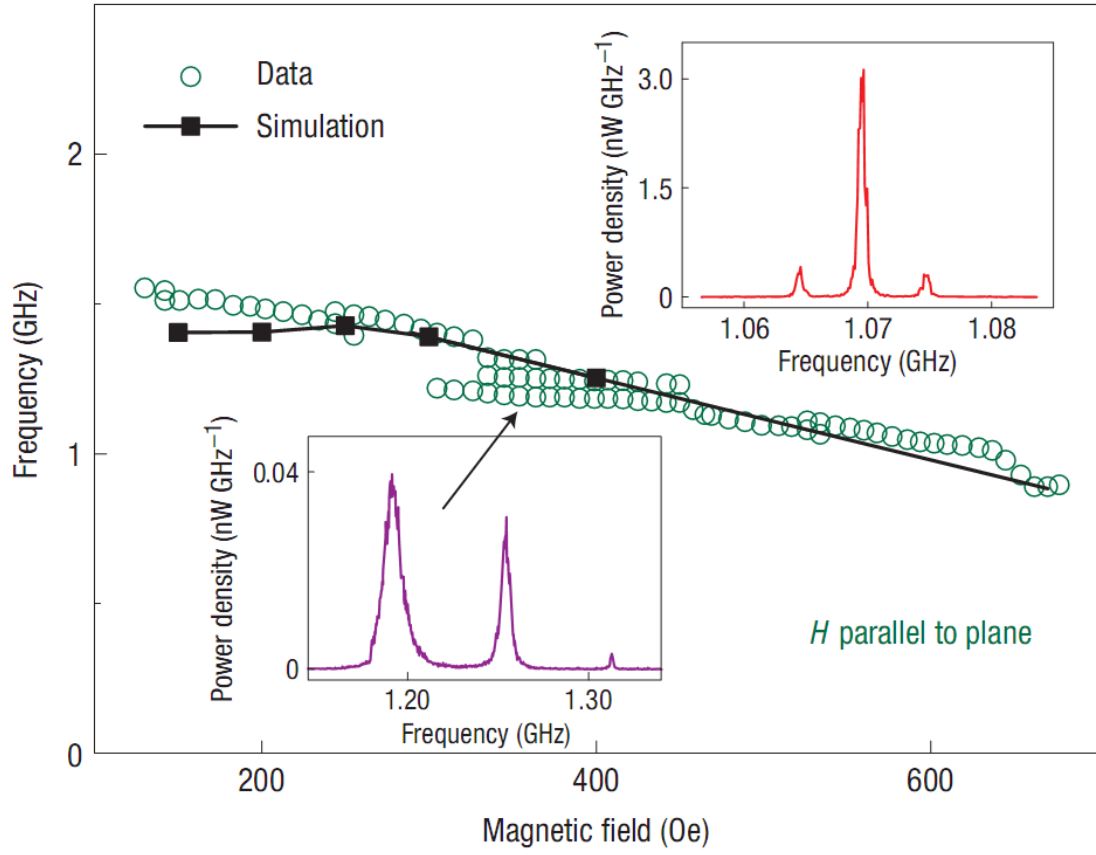 Data
Simulation
Frequency (GHz)
2
1
0
200
400
600
Magnetic field (Oe)
H parallel to plane
Power density (nW GHz⁻¹)
3.0
1.5
0
1.06
1.07
1.08
Frequency (GHz)
Power density (nW GHz⁻¹)
0.04
0
1.20
1.30
Frequency (GHz)